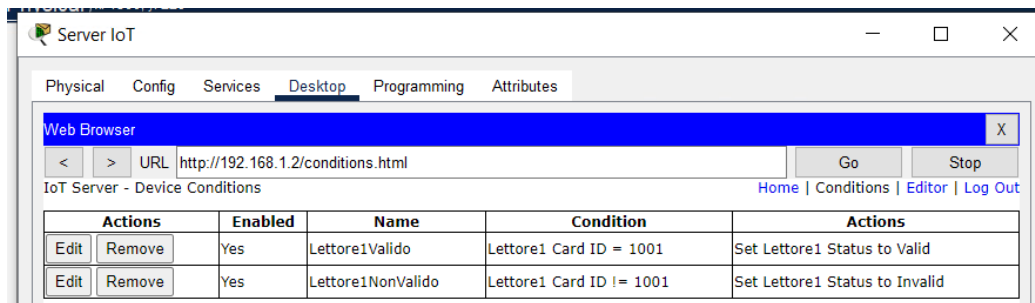 Server IoT
Physical Config Services Desktop Programming Attributes
Web Browser X
< > URL http://192.168.1.2/conditions.html Go Stop
IoT Server - Device Conditions Home | Conditions | Editor | Log Out
Actions Enabled Name Condition Actions
Edit Remove Yes Lettore1Valido Lettore1 Card ID = 1001 Set Lettore1 Status to Valid
Edit Remove Yes Lettore1NonValido Lettore1 Card ID != 1001 Set Lettore1 Status to Invalid